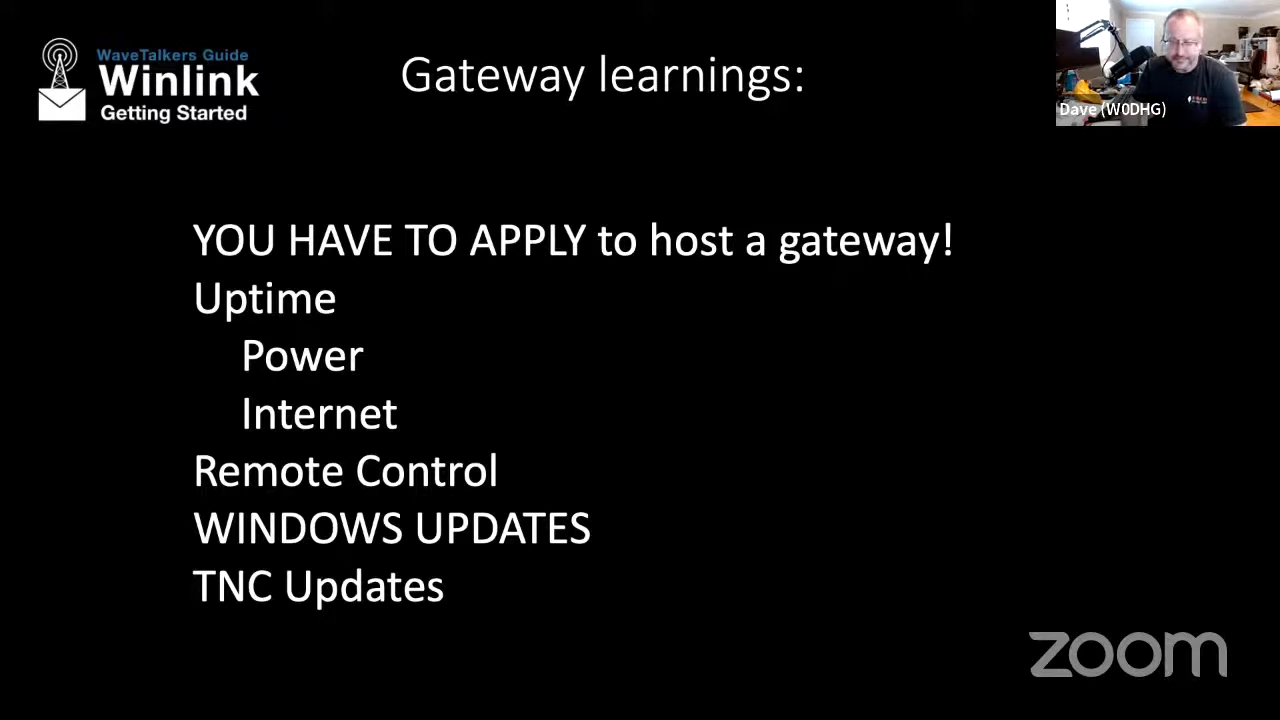 WaveTalkers Guide
Winlink
Getting Started
Gateway learnings:
Dave (W0DHG)
YOU HAVE TO APPLY to host a gateway!
Uptime
Power
Internet
Remote Control
WINDOWS UPDATES
TNC Updates
zoom